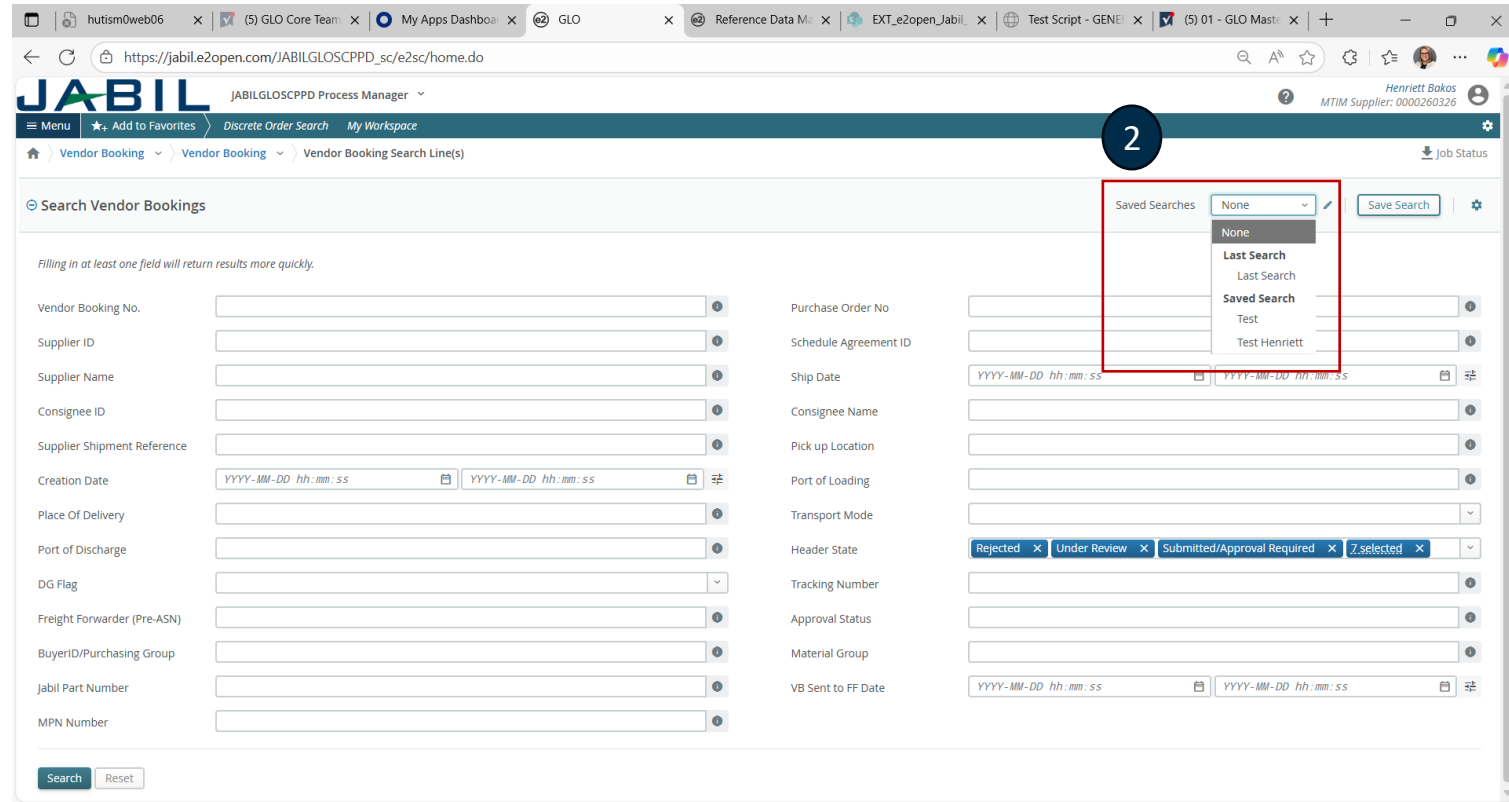 hutism0web06
(5) GLO Core Team
My Apps Dashboa
GLO
Reference Data Ma
EXT_e2open_Jabil_
Test Script - GENE
(5) 01 - GLO Maste
https://jabil.e2open.com/JABILGLOSCPPD_sc/e2sc/home.do
JABIL
JABILGLOSCPPD Process Manager
Henriett Bakos
MTIM Supplier: 0000260326
Menu
Add to Favorites
Discrete Order Search
My Workspace
2
Vendor Booking
Vendor Booking
Vendor Booking Search Line(s)
Job Status
Search Vendor Bookings
Saved Searches
None
Save Search
None
Last Search
Last Search
Saved Search
Test
Test Henriett
Filling in at least one field will return results more quickly.
Vendor Booking No.
Purchase Order No
Supplier ID
Schedule Agreement ID
Supplier Name
Ship Date
YYYY-MM-DD hh:mm:ss
YYYY-MM-DD hh:mm:ss
Consignee ID
Consignee Name
Supplier Shipment Reference
Pick up Location
Creation Date
YYYY-MM-DD hh:mm:ss
YYYY-MM-DD hh:mm:ss
Port of Loading
Place Of Delivery
Transport Mode
Port of Discharge
Header State
Rejected
Under Review
Submitted/Approval Required
7 selected
DG Flag
Tracking Number
Freight Forwarder (Pre-ASN)
Approval Status
BuyerID/Purchasing Group
Material Group
Jabil Part Number
VB Sent to FF Date
YYYY-MM-DD hh:mm:ss
YYYY-MM-DD hh:mm:ss
MPN Number
Search
Reset